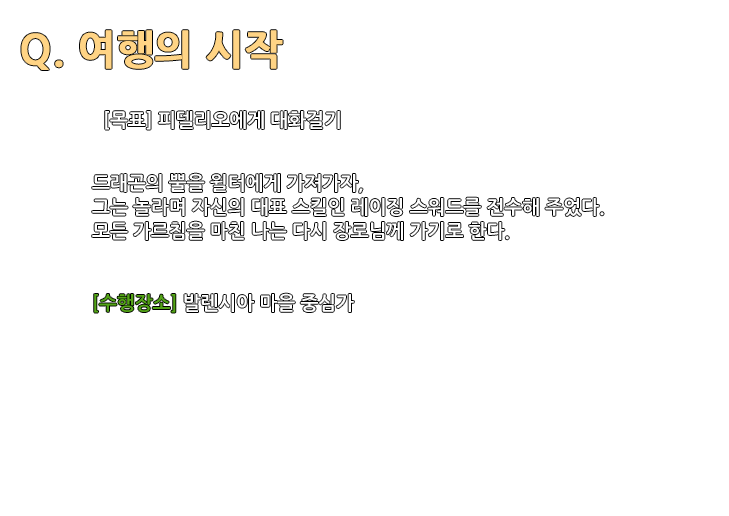 Q. 여행의 시작
[목표] 피델리오에게 대화걸기
드래곤의 뿔을 월터에게 가져가자,
그는 놀라며 자신의 대표 스킬인 레이징 스워드를 전수해 주었다.
모든 가르침을 마친 나는 다시 장로님께 가기로 한다.
[수행장소] 발렌시아 마을 중심가